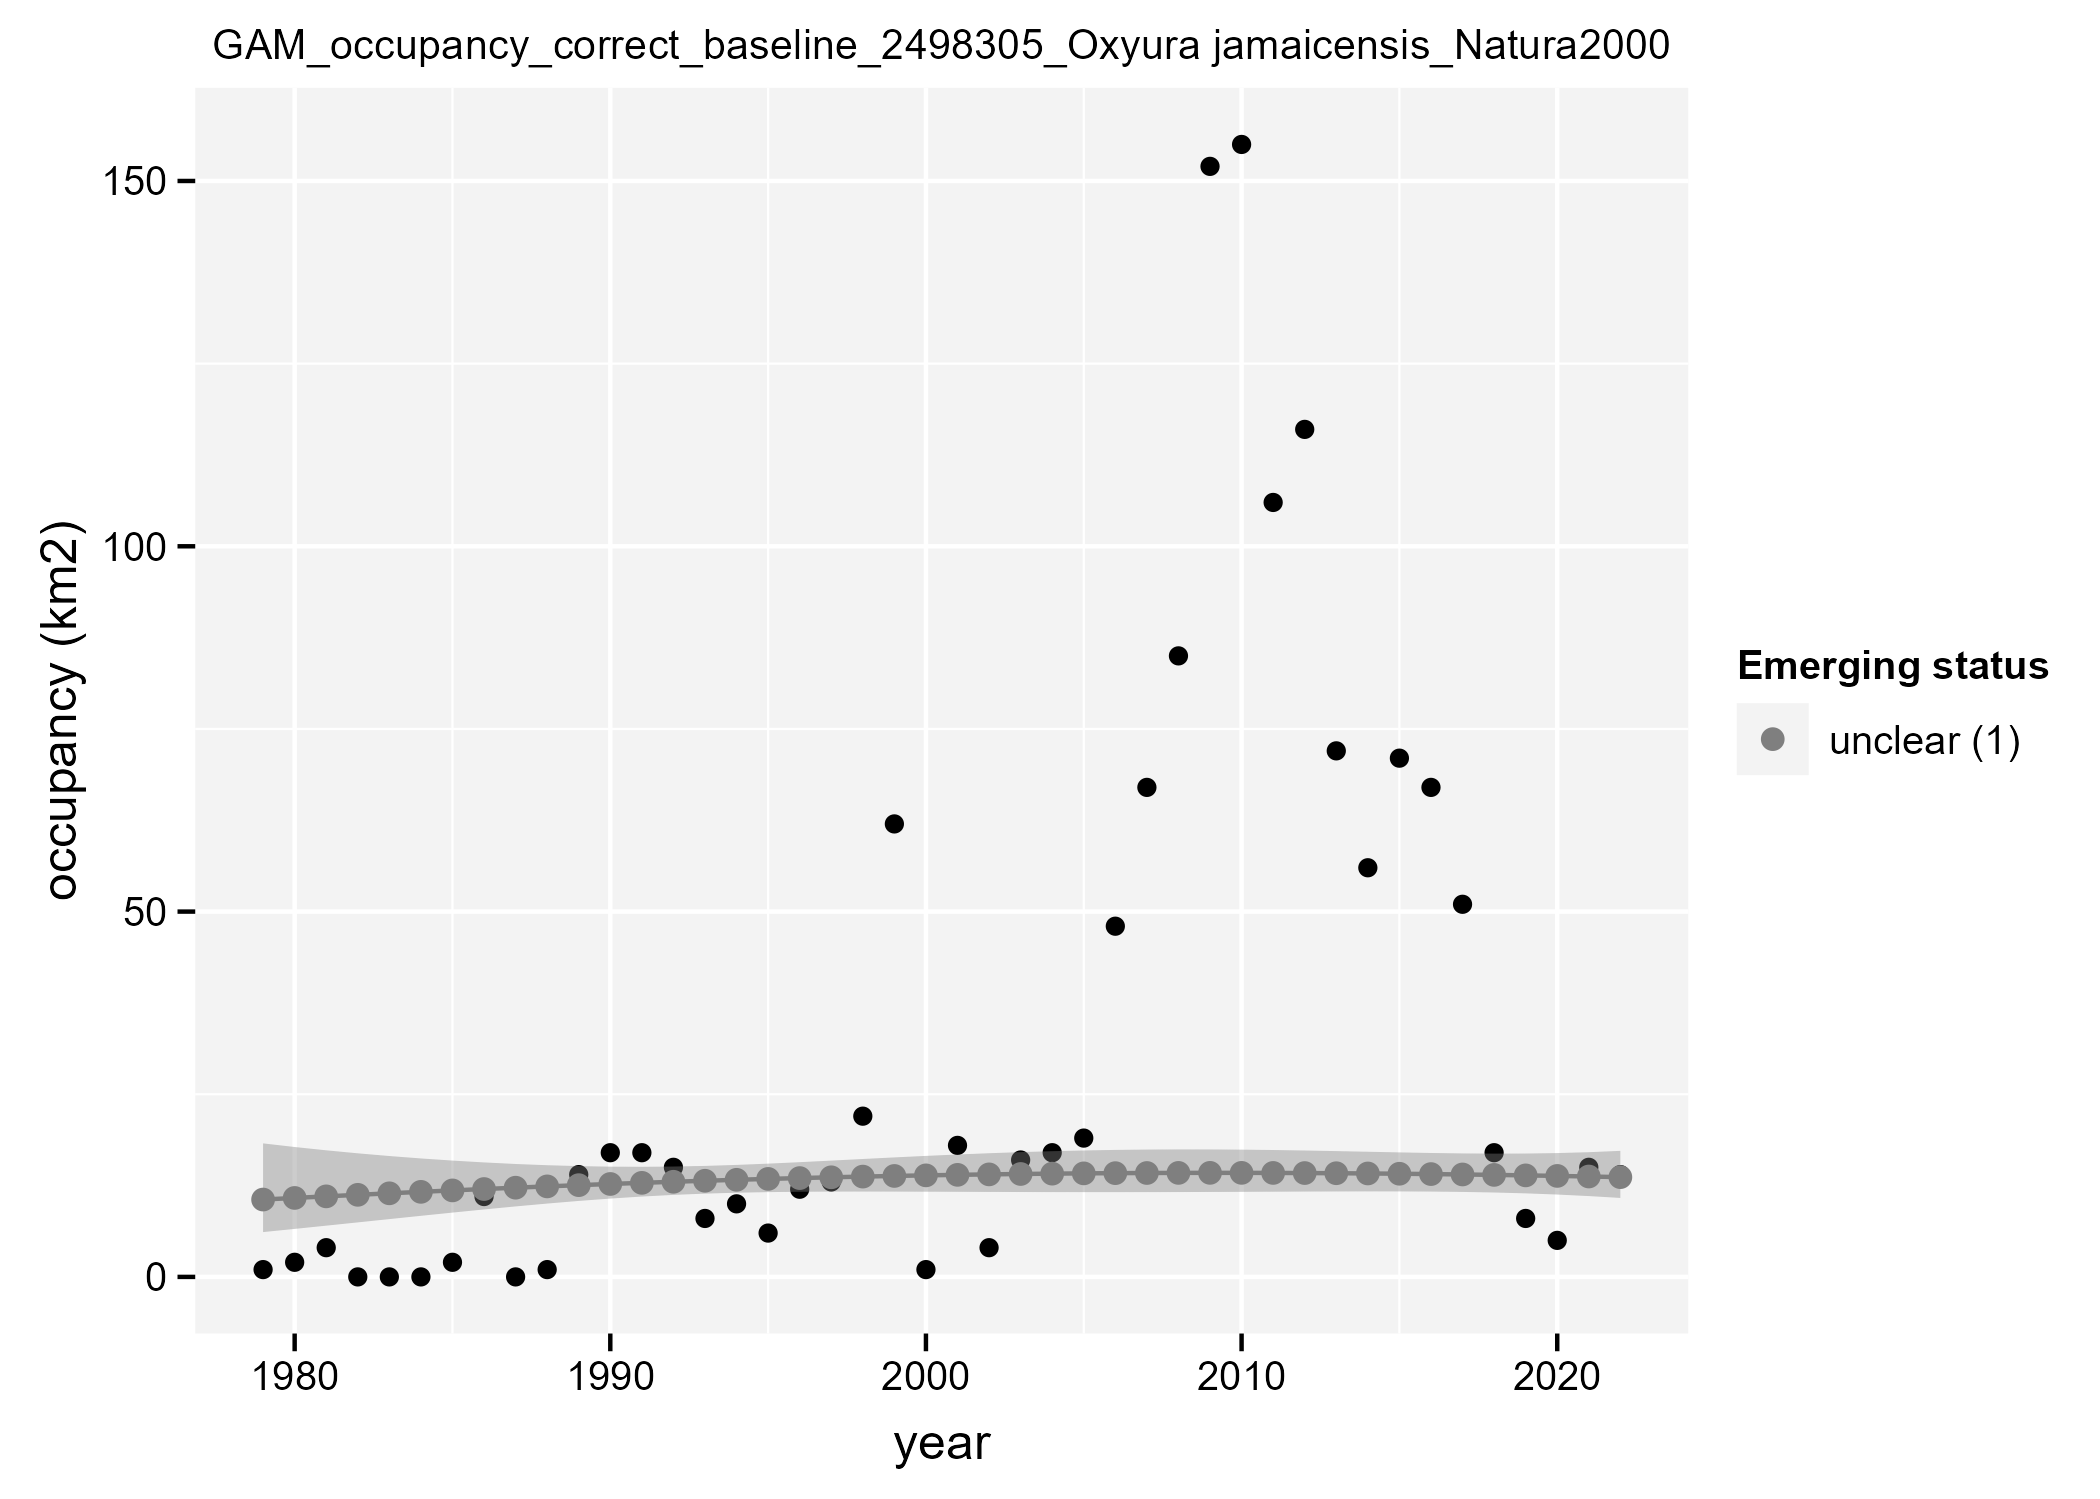 GAM_occupancy_correct_baseline_2498305_Oxyura jamaicensis_Natura2000
150
100
50
0
occupancy (km2)
1980 1990 2000 2010 2020
year
Emerging status
unclear (1)